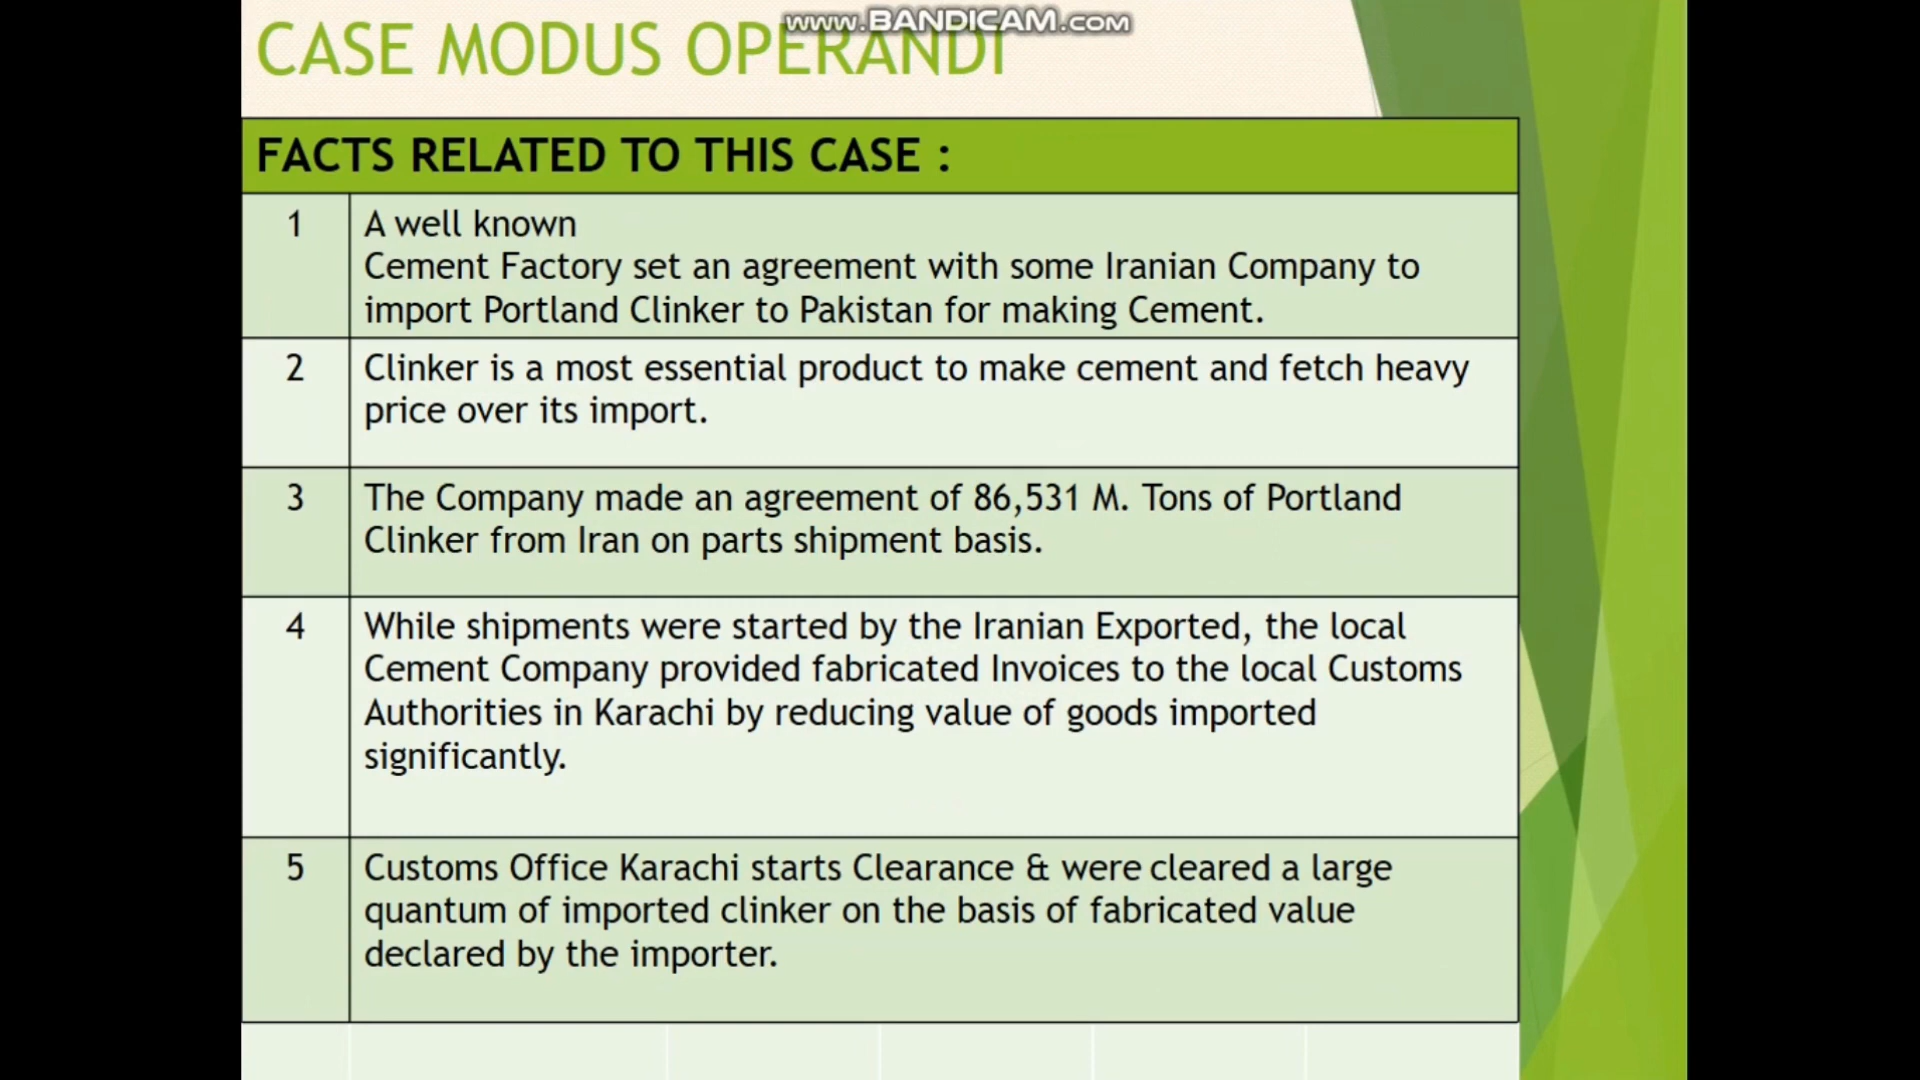 www.BANDICAM.com
CASE MODUS OPERANDI
FACTS RELATED TO THIS CASE :
1
A well known
Cement Factory set an agreement with some Iranian Company to
import Portland Clinker to Pakistan for making Cement.
2
Clinker is a most essential product to make cement and fetch heavy
price over its import.
3
The Company made an agreement of 86,531 M. Tons of Portland
Clinker from Iran on parts shipment basis.
4
While shipments were started by the Iranian Exported, the local
Cement Company provided fabricated Invoices to the local Customs
Authorities in Karachi by reducing value of goods imported
significantly.
5
Customs Office Karachi starts Clearance & were cleared a large
quantum of imported clinker on the basis of fabricated value
declared by the importer.